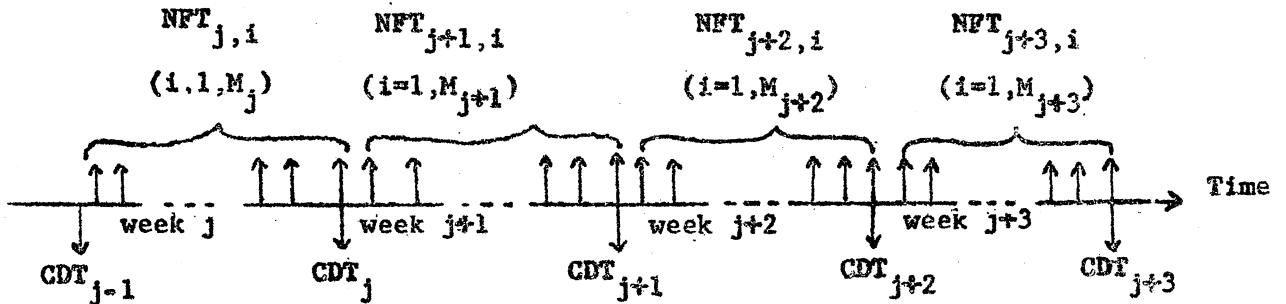 NFT_{j,i} NFT_{j+1,i} NFT_{j+2,i} NFT_{j+3,i}
(i.1,M_j) (i=1,M_{j+1}) (i=1,M_{j+2}) (i=1,M_{j+3})
Time
week j week j+1 week j+2 week j+3
CDT_{j-1} CDT_j CDT_{j+1} CDT_{j+2} CDT_{j+3}